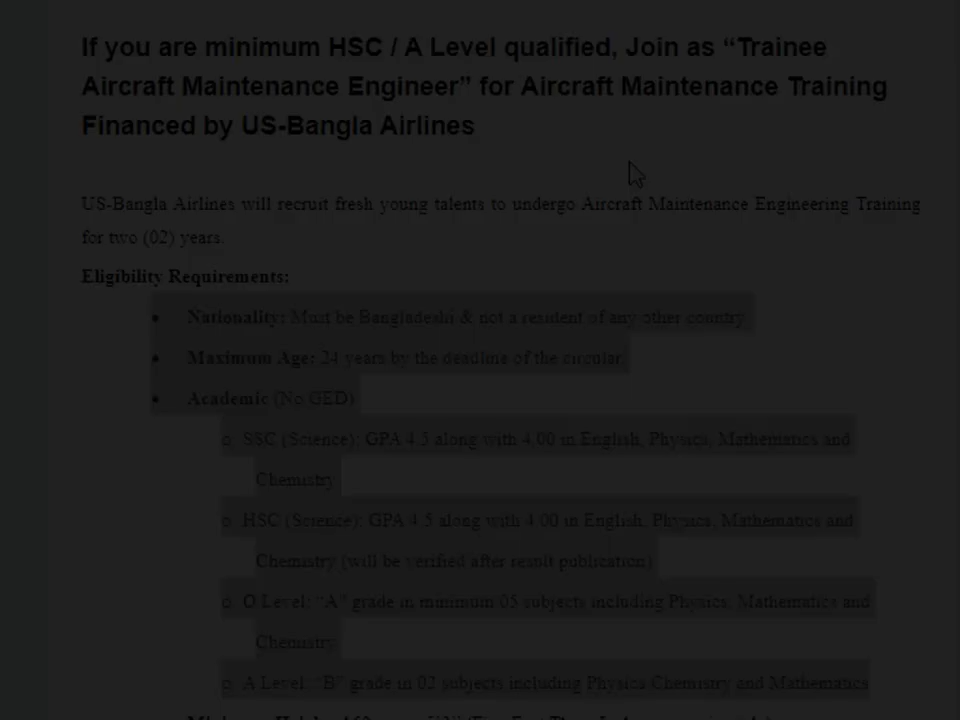 If you are minimum HSC / A Level qualified, Join as “Trainee
Aircraft Maintenance Engineer” for Aircraft Maintenance Training
Financed by US-Bangla Airlines
US-Bangla Airlines will recruit fresh young talents to undergo Aircraft Maintenance Engineering Training
for two (02) years.
Eligibility Requirements:
• Nationality: Must be Bangladeshi & not a resident of any other country.
• Maximum Age: 24 years by the deadline of the circular.
• Academic (No GED)
o SSC (Science): GPA 4.5 along with 4.00 in English, Physics, Mathematics and
Chemistry
o HSC (Science): GPA 4.5 along with 4.00 in English, Physics, Mathematics and
Chemistry (will be verified after result publication)
o O Level: “A” grade in minimum 05 subjects including Physics, Mathematics and
Chemistry
o A Level: “B” grade in 02 subjects including Physics Chemistry and Mathematics